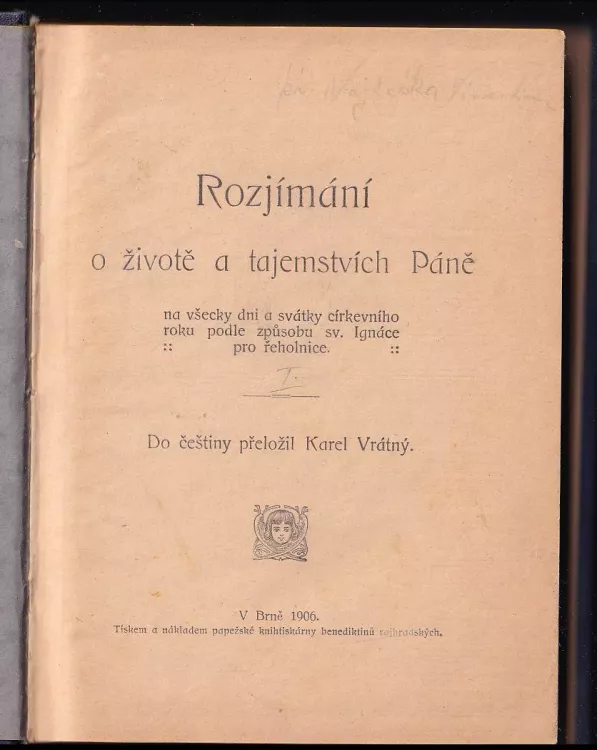 Rozjímání
o životě a tajemstvích Páně
na všecky dni a svátky církevního
roku podle způsobu sv. Ignáce
:: pro řeholnice. ::
I.
Do češtiny přeložil Karel Vrátný.
V Brně 1906.
Tiskem a nákladem papežské knihtiskárny benediktinů rajhradských.